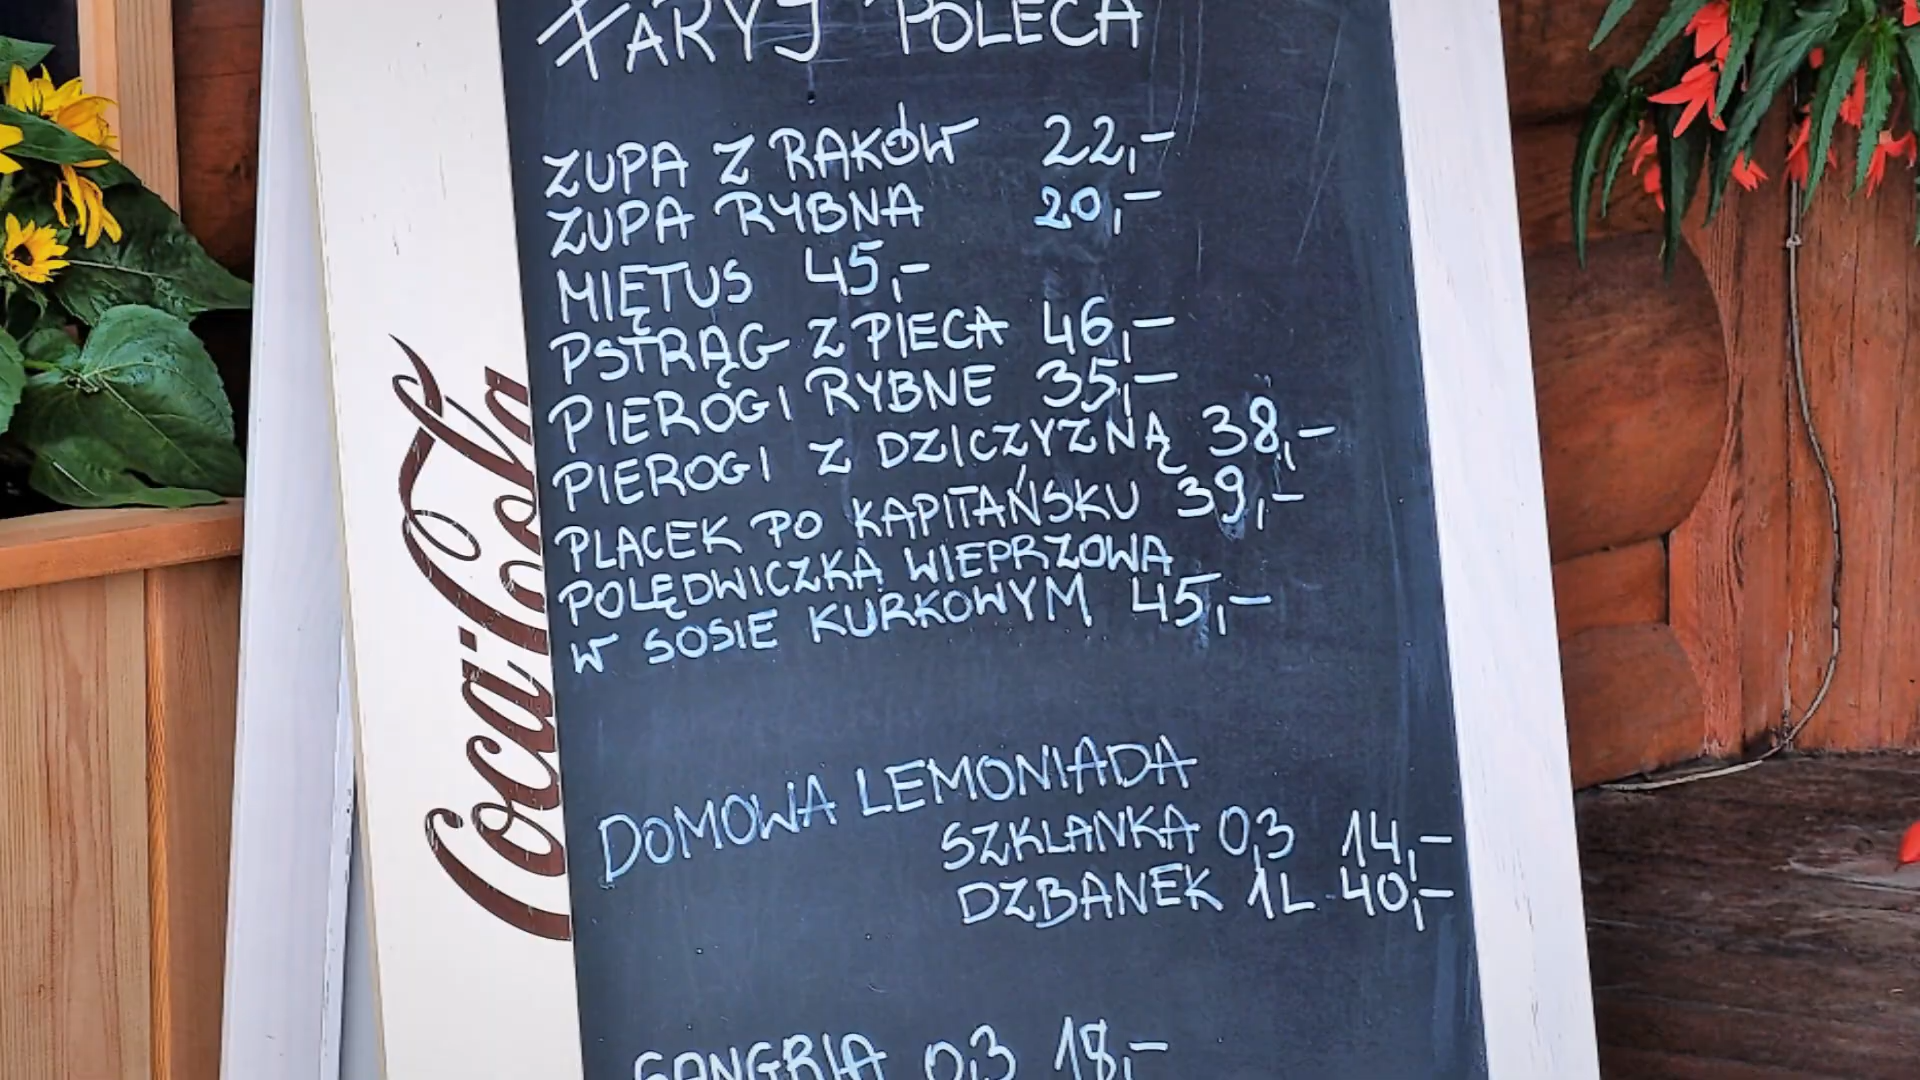 FARYJ POLECA
ZUPA Z RAKÓW 22,-
ZUPA RYBNA 20,-
MIĘTUS 45,-
PSTRĄG Z PIECA 46,-
PIEROGI RYBNE 35,-
PIEROGI Z DZICZYZNĄ 38,-
PLACEK PO KAPITAŃSKU 39,-
POLĘDWICZKA WIEPRZOWA
W SOSIE KURKOWYM 45,-
DOMOWA LEMONIADA
SZKLANKA 0,3 14,-
DZBANEK 1L 40,-
SANGRIA 0,3 18,-
Coca-Cola